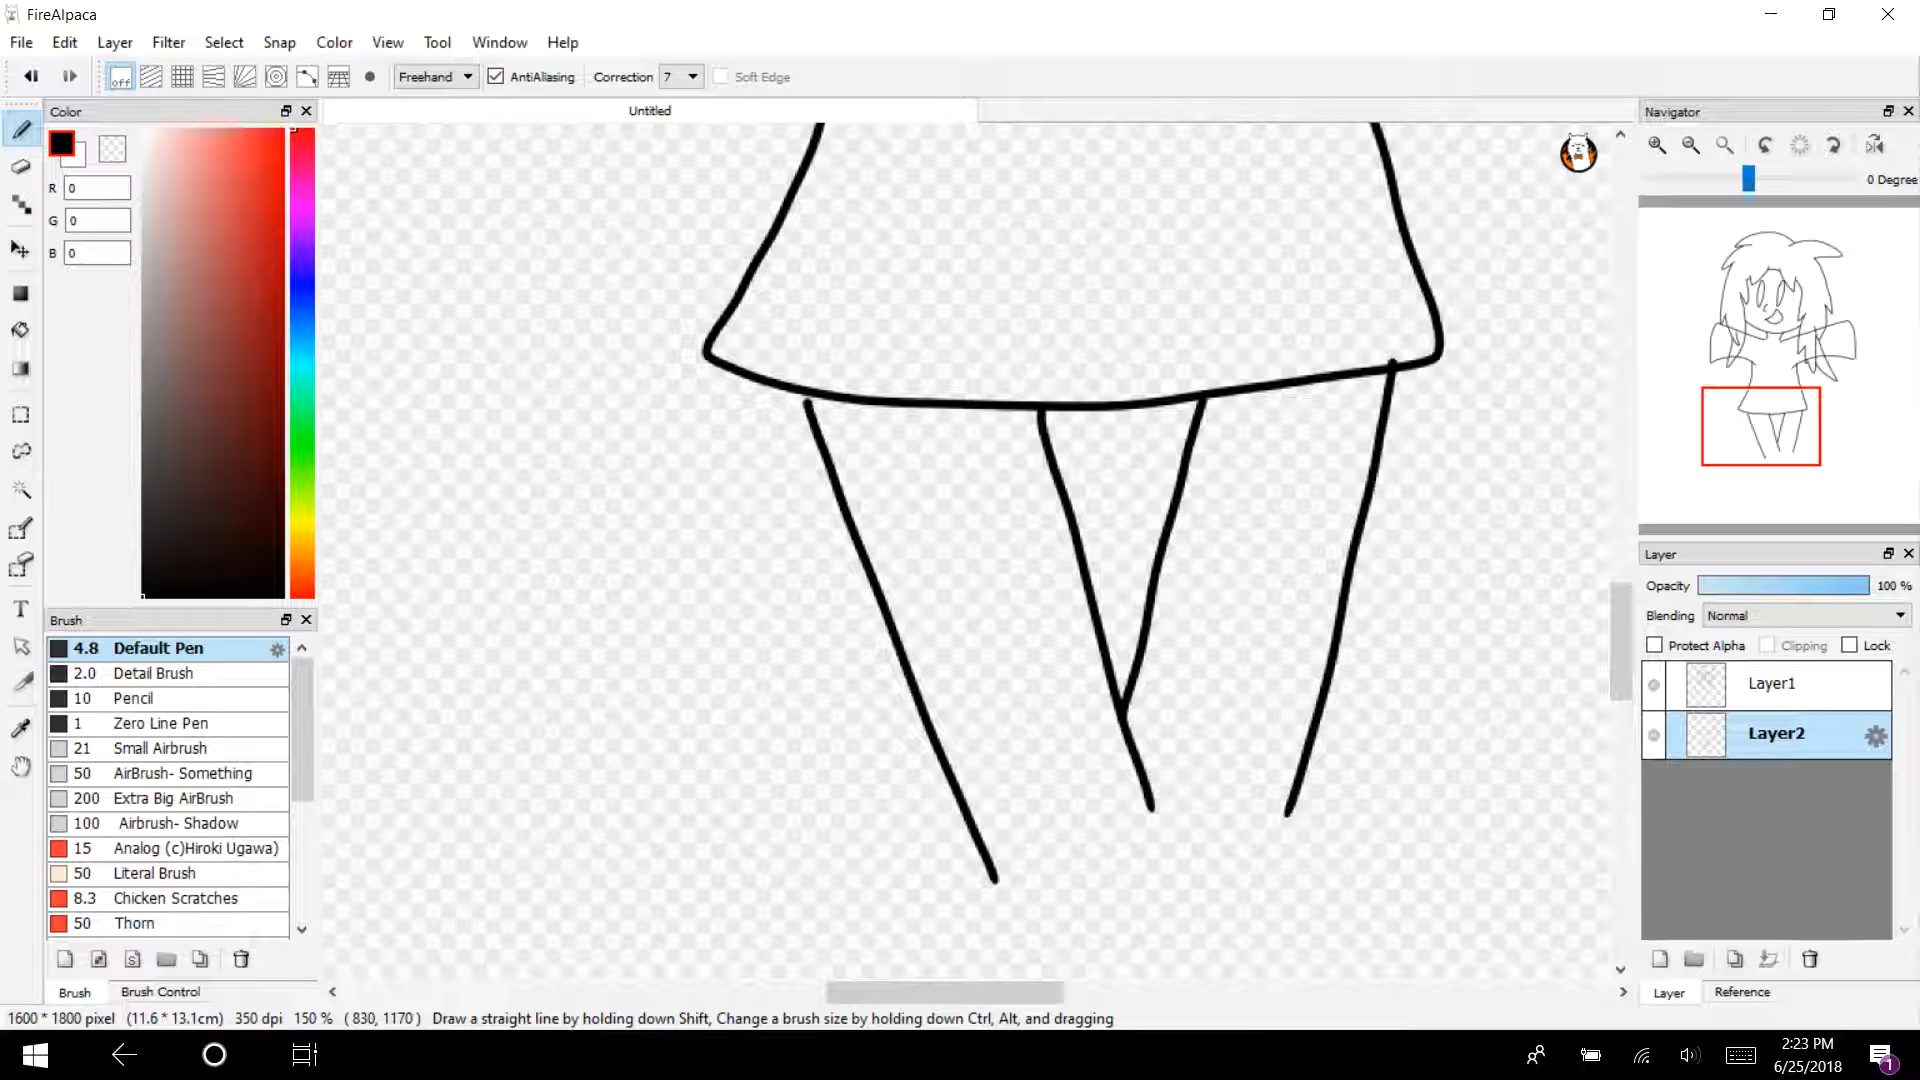 FireAlpaca
File Edit Layer Filter Select Snap Color View Tool Window Help
off Freehand AntiAliasing Correction 7 Soft Edge
Color
Untitled
Navigator
R 0
G 0
B 0
0 Degree
Layer
Opacity 100 %
Blending Normal
Protect Alpha Clipping Lock
Layer1
Layer2
Brush
4.8 Default Pen
2.0 Detail Brush
10 Pencil
1 Zero Line Pen
21 Small Airbrush
50 AirBrush- Something
200 Extra Big AirBrush
100 Airbrush- Shadow
15 Analog (c)Hiroki Ugawa)
50 Literal Brush
8.3 Chicken Scratches
50 Thorn
S
Brush Brush Control
Layer Reference
1600 * 1800 pixel (11.6 * 13.1cm) 350 dpi 150 % ( 830, 1170 ) Draw a straight line by holding down Shift, Change a brush size by holding down Ctrl, Alt, and dragging
2:23 PM
6/25/2018
1